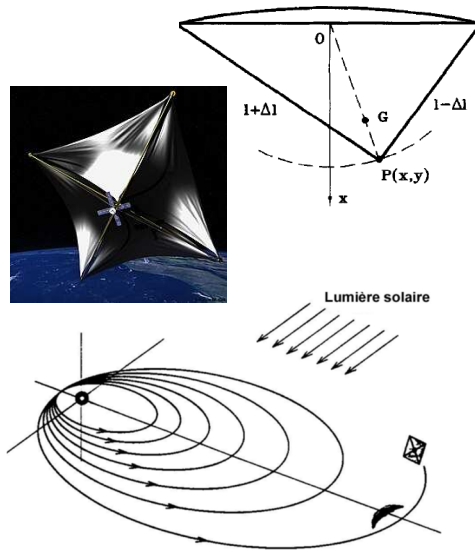 O
l+Δl
l-Δl
G
P(x,y)
x
Lumière solaire